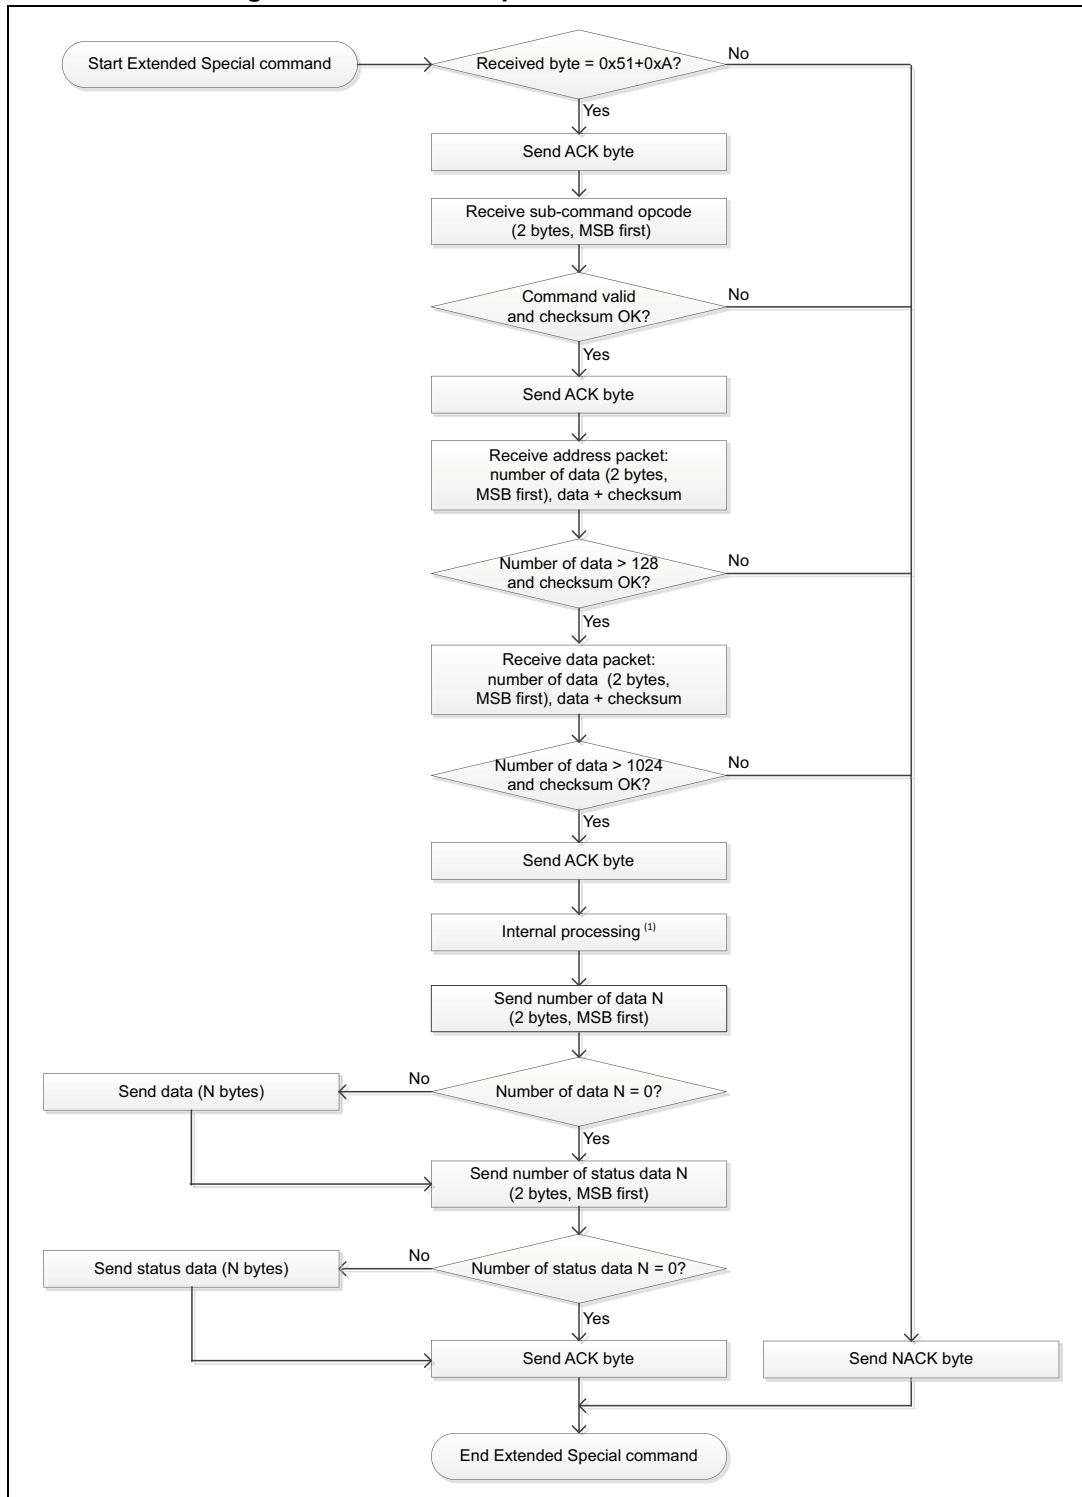 Start Extended Special command
Received byte = 0x51+0xA?
No
Yes
Send ACK byte
Receive sub-command opcode
(2 bytes, MSB first)
Command valid
and checksum OK?
No
Yes
Send ACK byte
Receive address packet:
number of data (2 bytes,
MSB first), data + checksum
Number of data > 128
and checksum OK?
No
Yes
Receive data packet:
number of data (2 bytes,
MSB first), data + checksum
Number of data > 1024
and checksum OK?
No
Yes
Send ACK byte
Internal processing (1)
Send number of data N
(2 bytes, MSB first)
Number of data N = 0?
No
Send data (N bytes)
Yes
Send number of status data N
(2 bytes, MSB first)
Number of status data N = 0?
No
Send status data (N bytes)
Yes
Send ACK byte
Send NACK byte
End Extended Special command